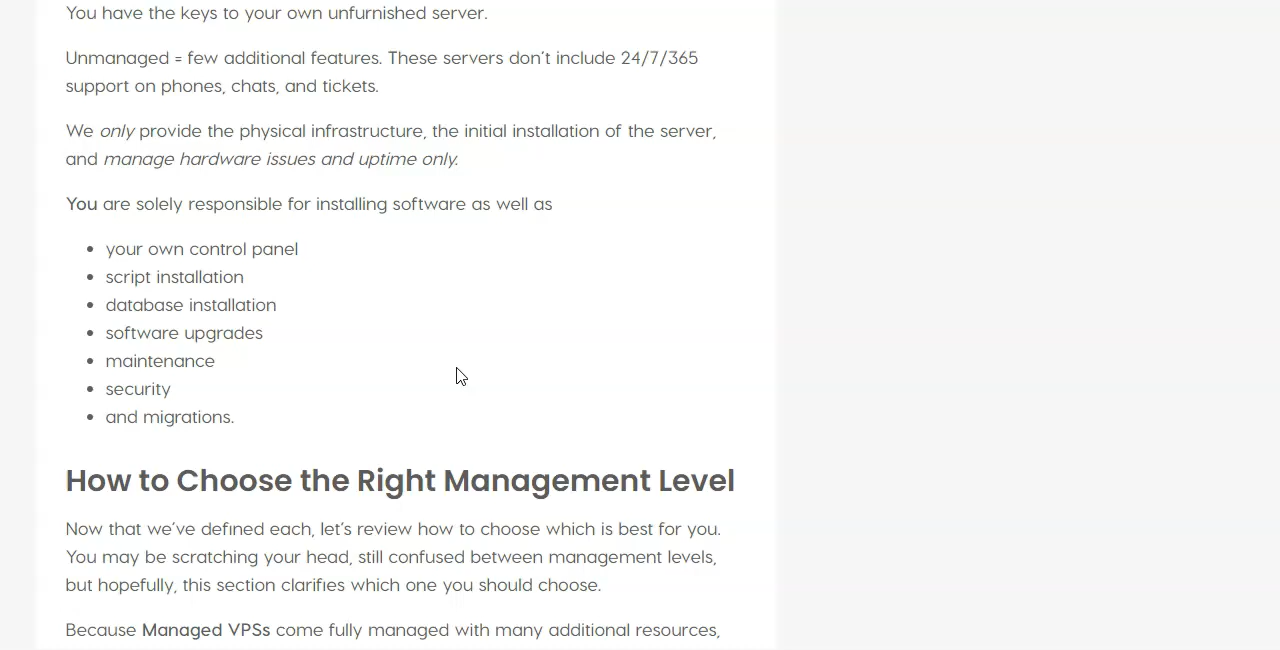 You have the keys to your own unfurnished server.
Unmanaged = few additional features. These servers don't include 24/7/365
support on phones, chats, and tickets.
We only provide the physical infrastructure, the initial installation of the server,
and manage hardware issues and uptime only.
You are solely responsible for installing software as well as
• your own control panel
• script installation
• database installation
• software upgrades
• maintenance
• security
• and migrations.
How to Choose the Right Management Level
Now that we've defined each, let's review how to choose which is best for you.
You may be scratching your head, still confused between management levels,
but hopefully, this section clarifies which one you should choose.
Because Managed VPSs come fully managed with many additional resources,